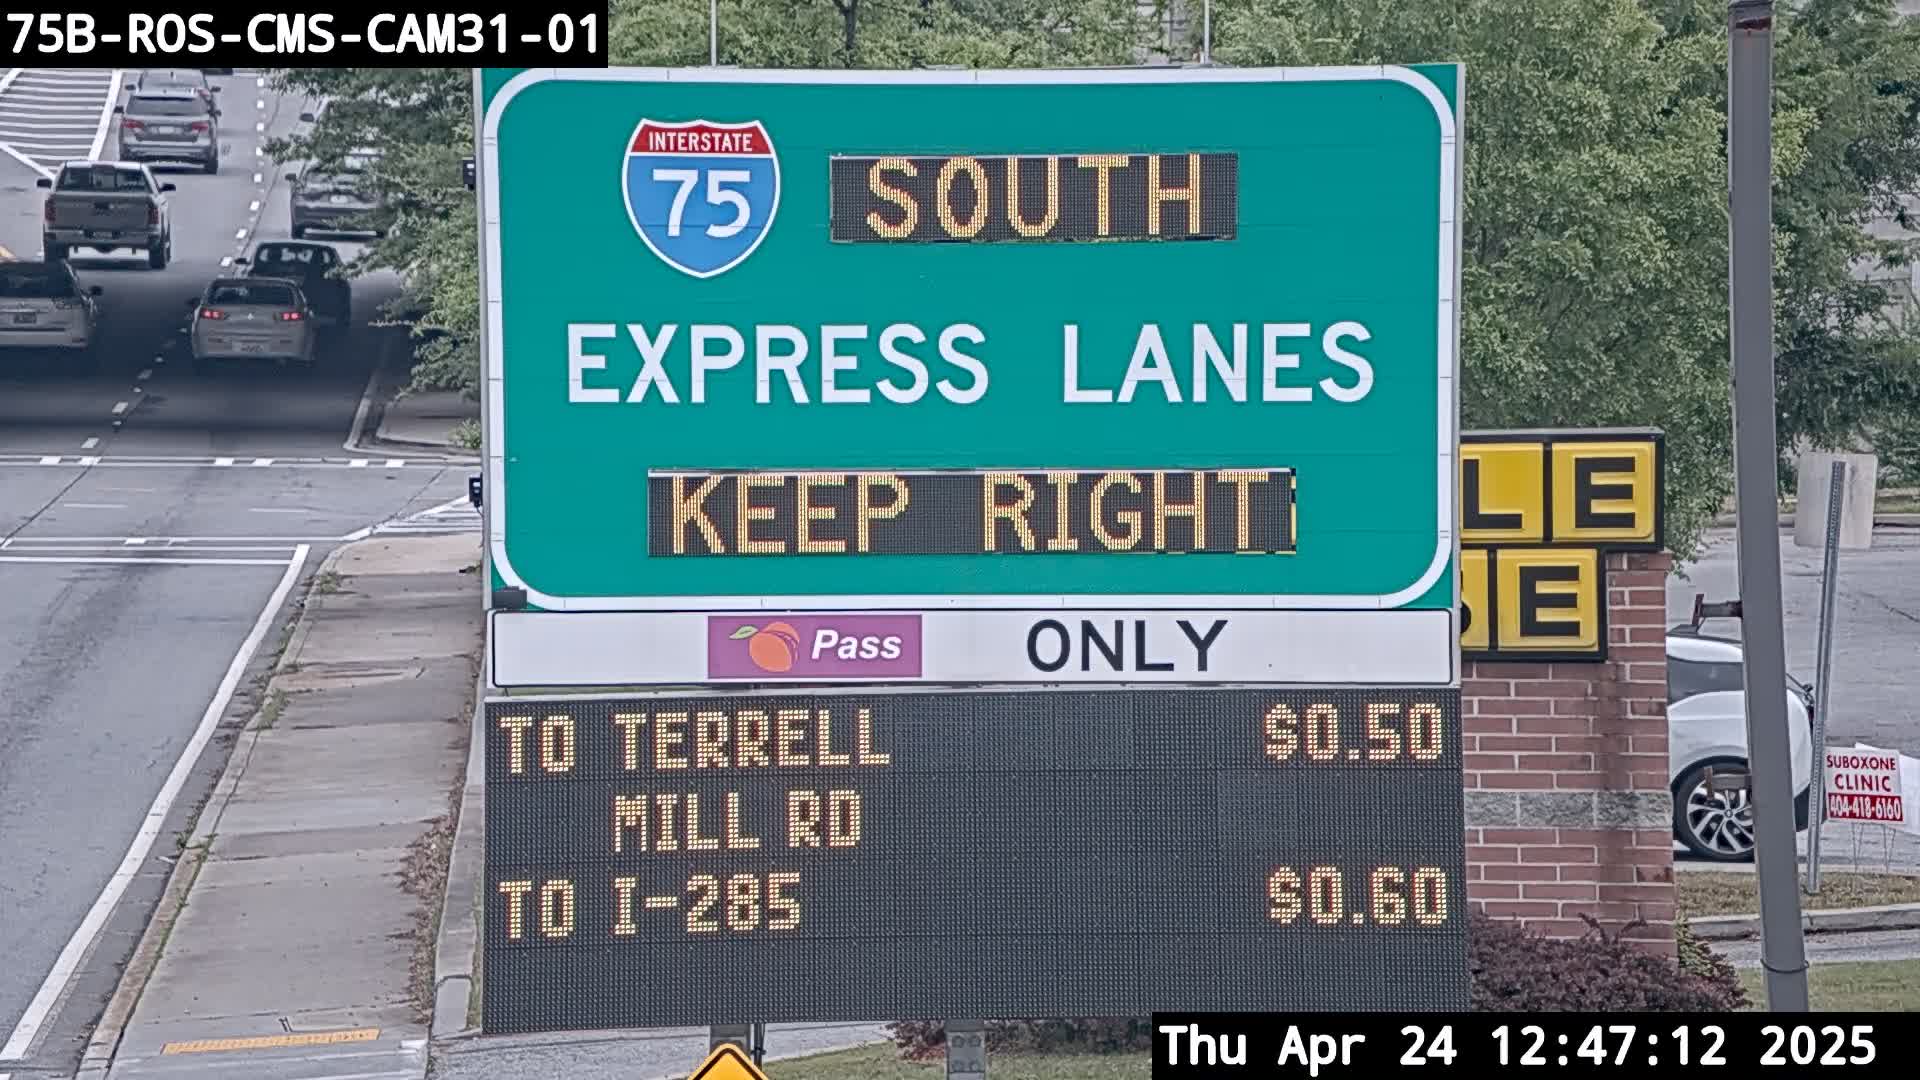 75B-ROS-CMS-CAM31-01
INTERSTATE
75
SOUTH
EXPRESS LANES
KEEP RIGHT
Pass ONLY
TO TERRELL $0.50
MILL RD
TO I-285 $0.60
LE
E
SUBOXONE
CLINIC
404-418-6160
Thu Apr 24 12:47:12 2025